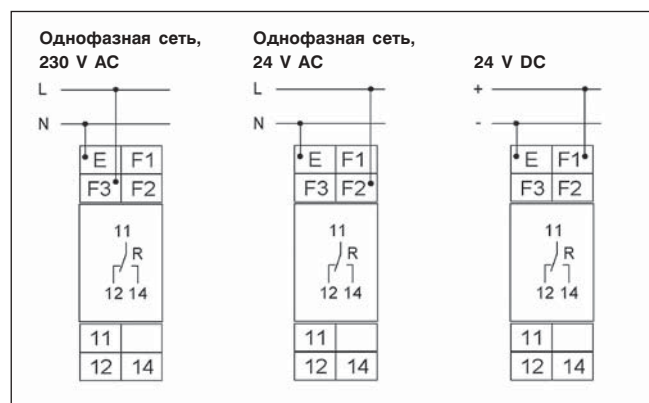 Однофазная сеть,
230 V AC
L
N
E F1
F3 F2
11
R
12 14
11
12 14
Однофазная сеть,
24 V AC
L
N
E F1
F3 F2
11
R
12 14
11
12 14
24 V DC
+
-
E F1
F3 F2
11
R
12 14
11
12 14